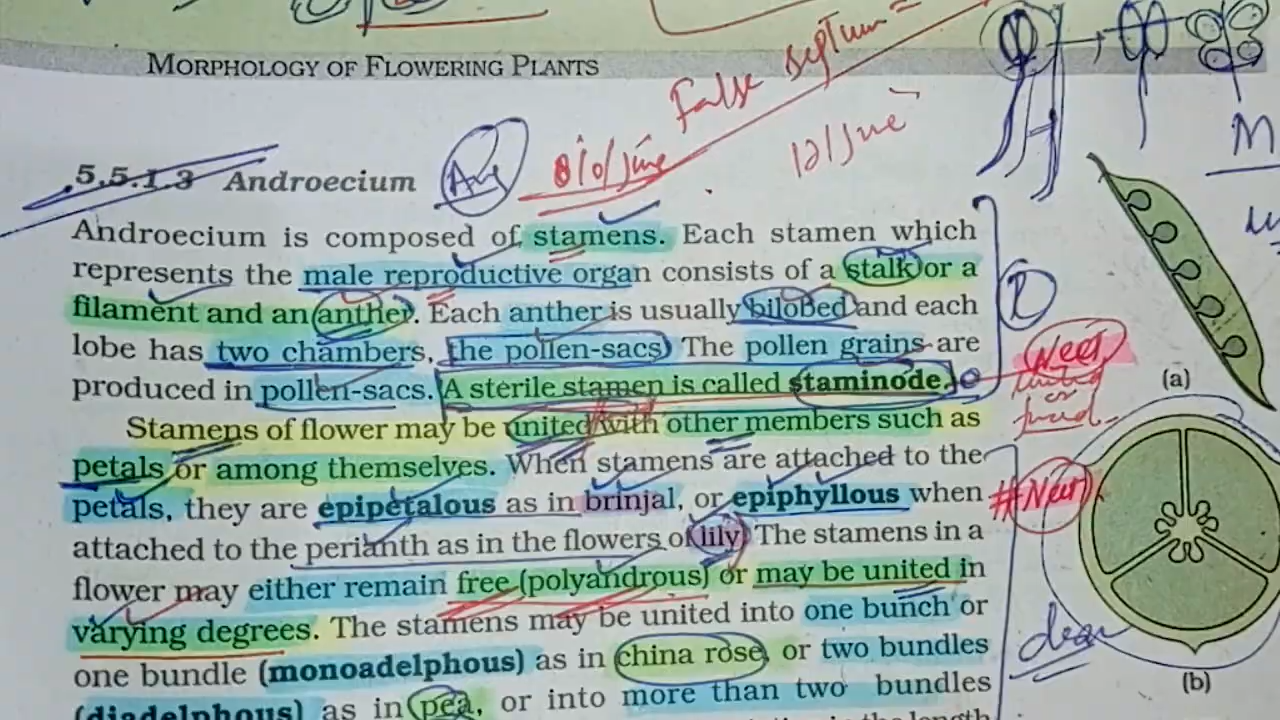 MORPHOLOGY OF FLOWERING PLANTS
False septum =
12/June
5.5.1.3 Androecium
Androecium is composed of stamens. Each stamen which
represents the male reproductive organ consists of a stalk or a
filament and an anther. Each anther is usually bilobed and each
lobe has two chambers, the pollen-sacs. The pollen grains are
produced in pollen-sacs. A sterile stamen is called staminode.
Neet
united
or
fused
(a)
Stamens of flower may be united with other members such as
petals or among themselves. When stamens are attached to the
petals, they are epipetalous as in brinjal, or epiphyllous when
#Neet
attached to the perianth as in the flowers of lily. The stamens in a
flower may either remain free (polyandrous) or may be united in
varying degrees. The stamens may be united into one bunch or
one bundle (monoadelphous) as in china rose, or two bundles
(b)
(diadelphous) as in pea, or into more than two bundles